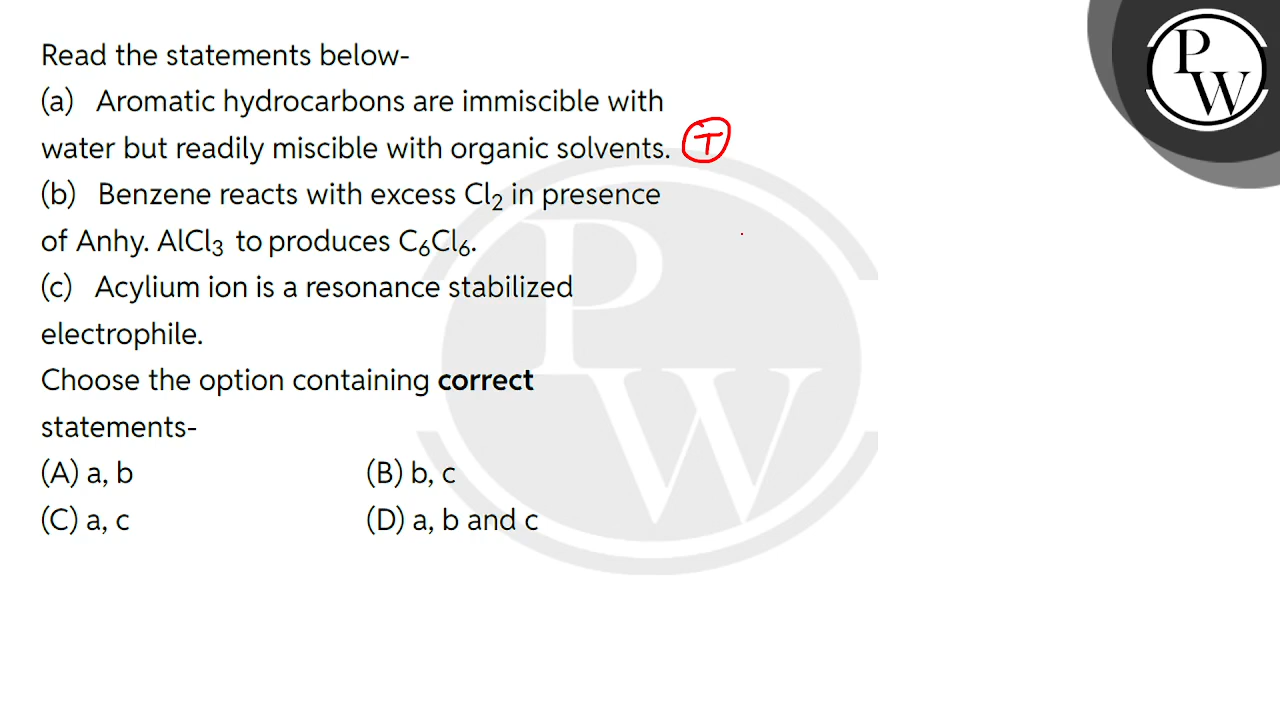 Read the statements below-
(a) Aromatic hydrocarbons are immiscible with
water but readily miscible with organic solvents. T
(b) Benzene reacts with excess Cl₂ in presence
of Anhy. AlCl₃ to produces C₆Cl₆.
(c) Acylium ion is a resonance stabilized
electrophile.
Choose the option containing correct
statements-
(A) a, b (B) b, c
(C) a, c (D) a, b and c
PW
PW